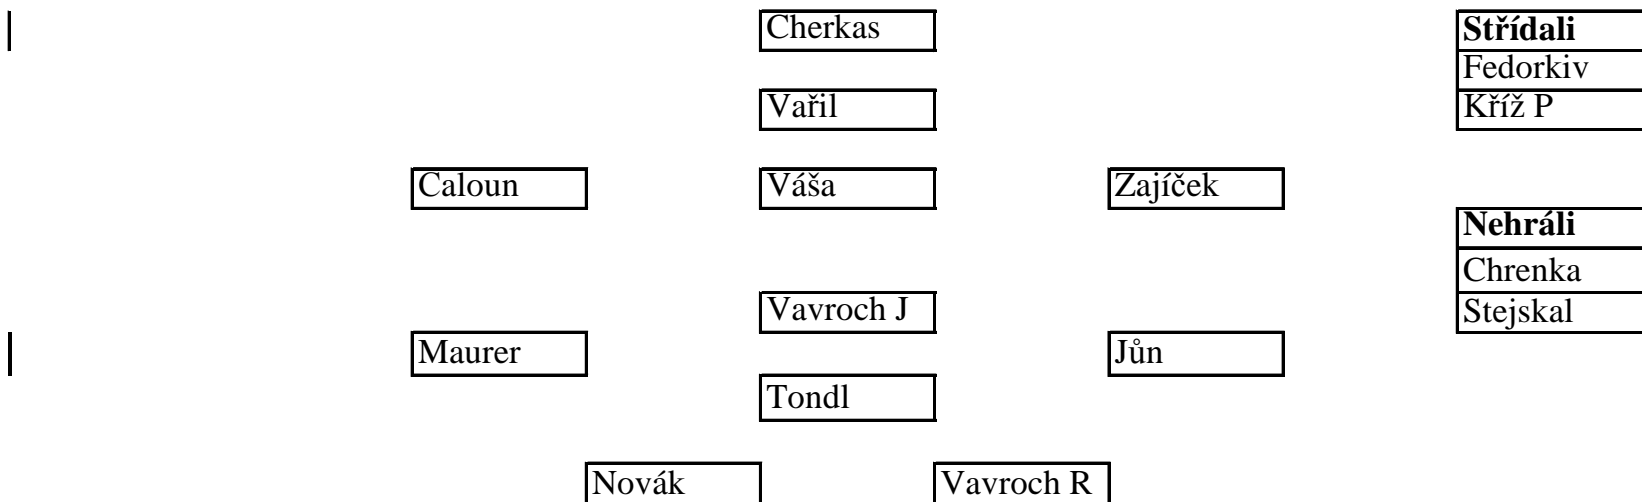 Cherkas
Vařil
Caloun Váša Zajíček
Vavroch J
Maurer Jůn
Tondl
Novák Vavroch R
Střídali
Fedorkiv
Kříž P
Nehráli
Chrenka
Stejskal